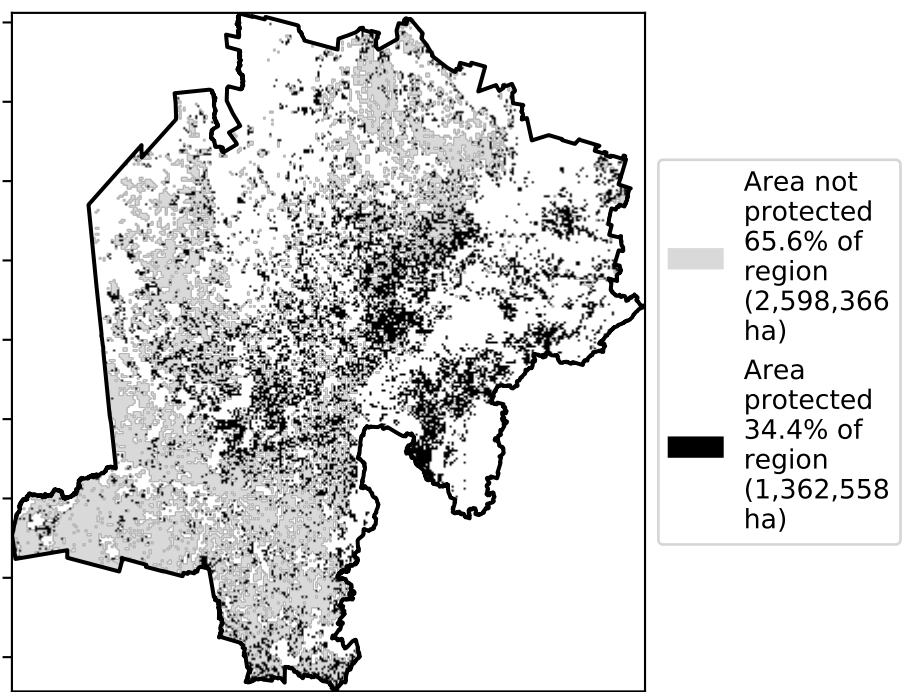 Area not
protected
65.6% of
region
(2,598,366
ha)
Area
protected
34.4% of
region
(1,362,558
ha)